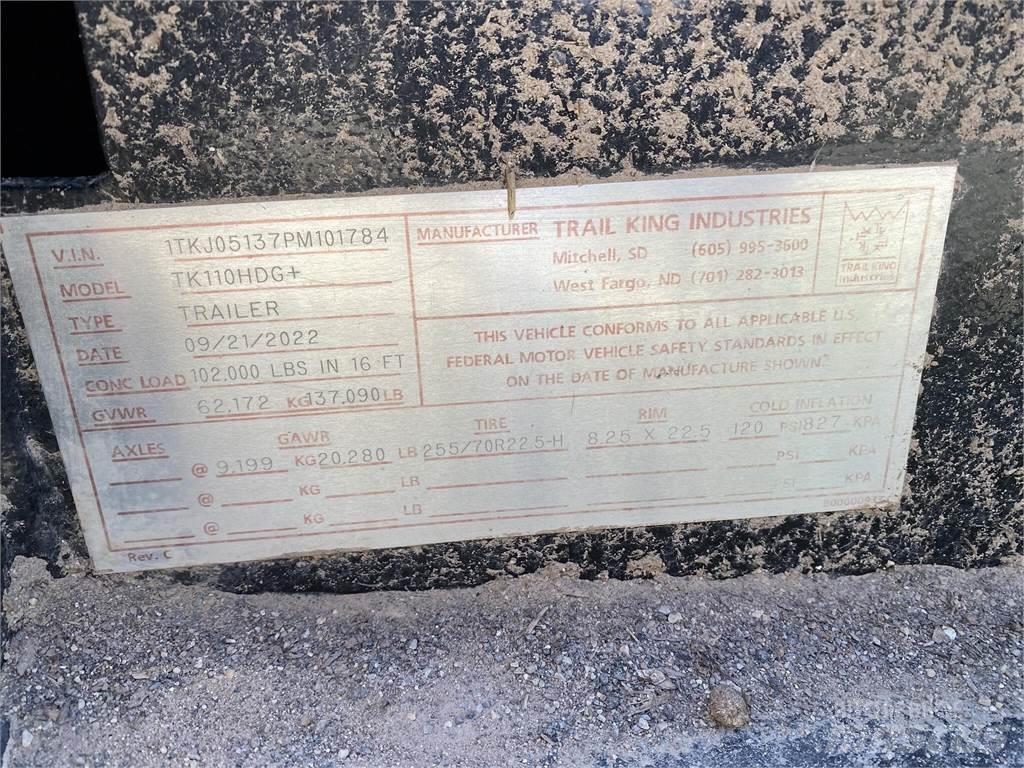 V.I.N. 1TKJ05137PM101784
MODEL TK110HDG+
TYPE TRAILER
DATE 09/21/2022
CONC LOAD 102,000 LBS IN 16 FT
GVWR 62,172 KG 137,090 LB
MANUFACTURER TRAIL KING INDUSTRIES
Mitchell, SD (605) 995-3600
West Fargo, ND (701) 282-3013
TRAIL KING
Industries
THIS VEHICLE CONFORMS TO ALL APPLICABLE U.S.
FEDERAL MOTOR VEHICLE SAFETY STANDARDS IN EFFECT
ON THE DATE OF MANUFACTURE SHOWN.
AXLES GAWR TIRE RIM COLD INFLATION
@ 9,199 KG 20,280 LB 255/70R22.5-H 8.25 X 22.5 120 PSI 827 KPA
@ KG LB PSI KPA
@ KG LB KPA
Rev. C